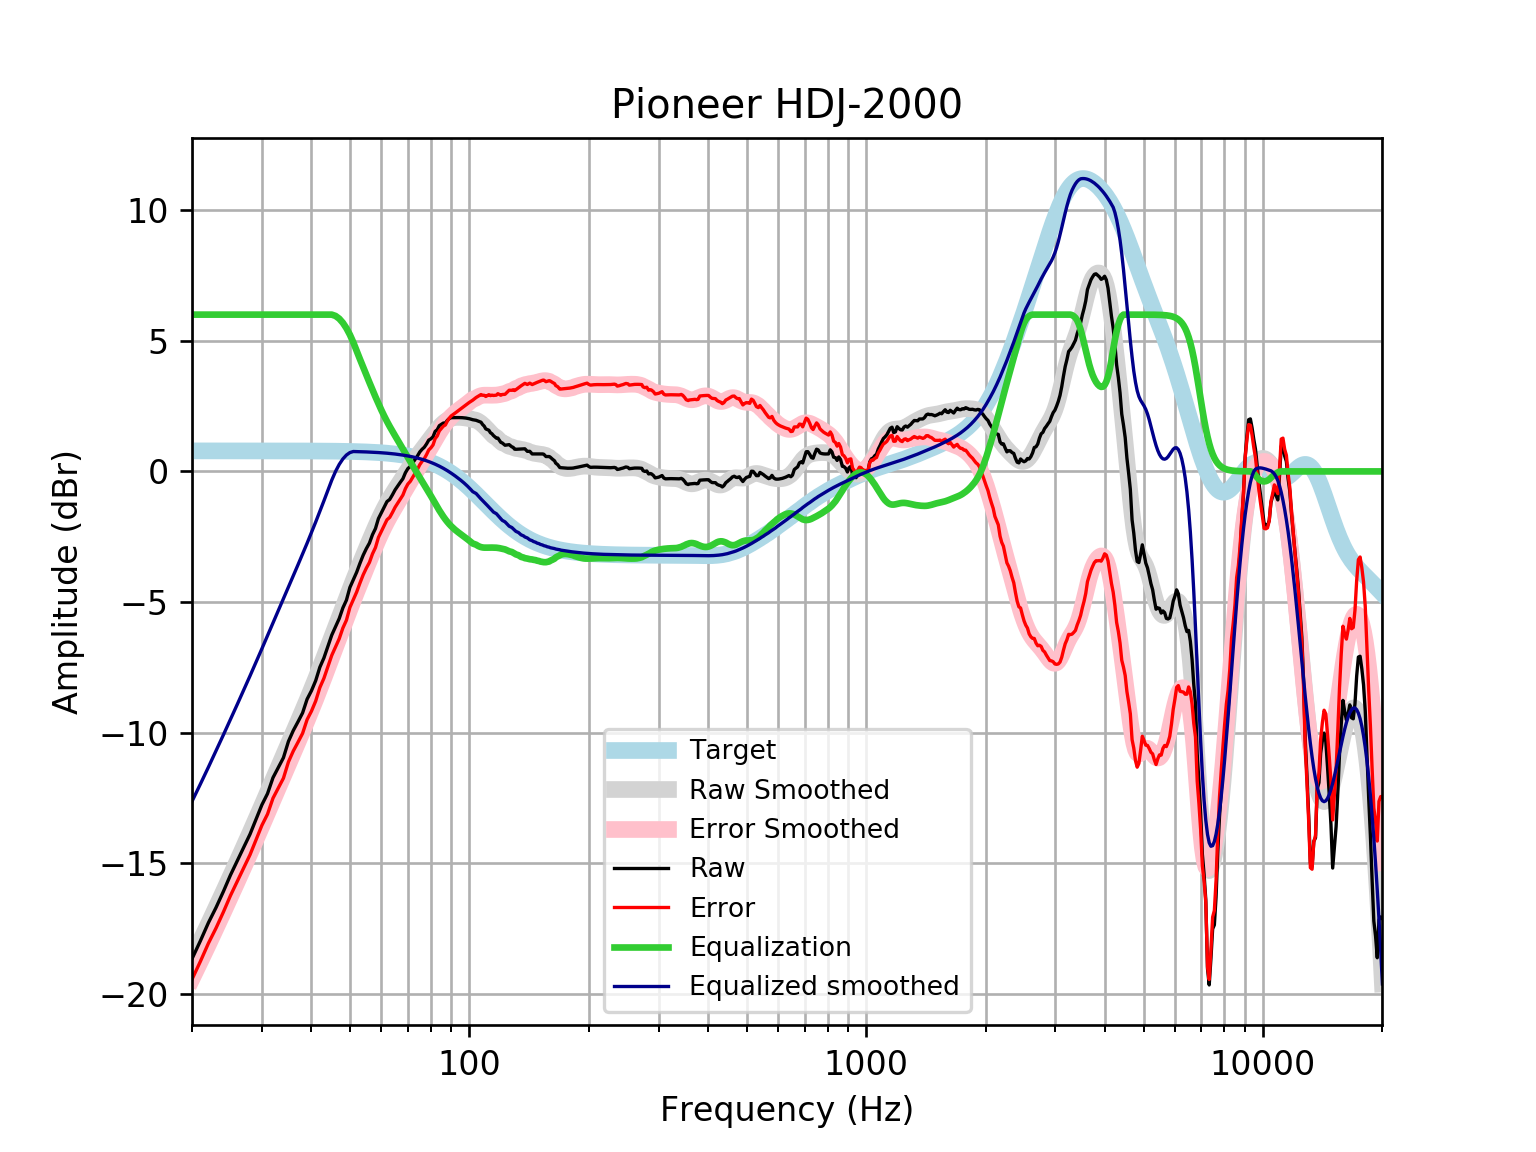 Pioneer HDJ-2000
Amplitude (dBr)
10
5
0
−5
−10
−15
−20
Target
Raw Smoothed
Error Smoothed
Raw
Error
Equalization
Equalized smoothed
100
1000
10000
Frequency (Hz)